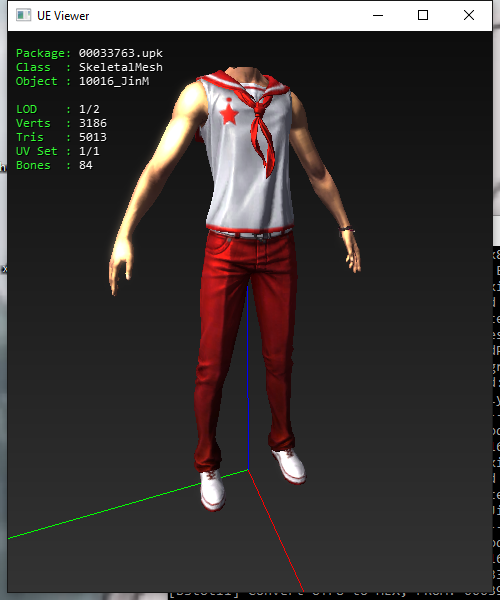 UE Viewer
Package: 00033763.upk
Class : SkeletalMesh
Object : 10016_JinM
LOD : 1/2
Verts : 3186
Tris : 5013
UV Set : 1/1
Bones : 84